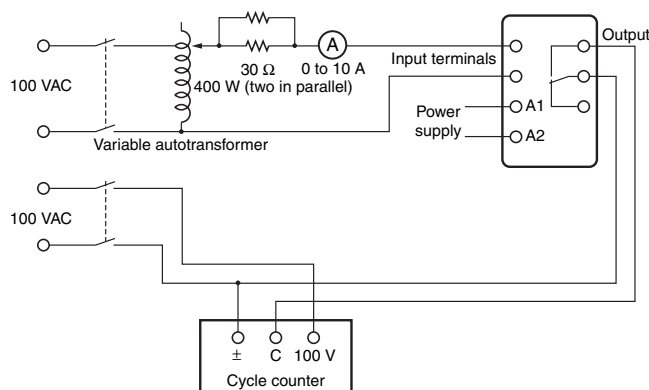 100 VAC
30 Ω
400 W (two in parallel)
A
0 to 10 A
Variable autotransformer
Input terminals
Output
Power
supply
A1
A2
100 VAC
± C 100 V
Cycle counter